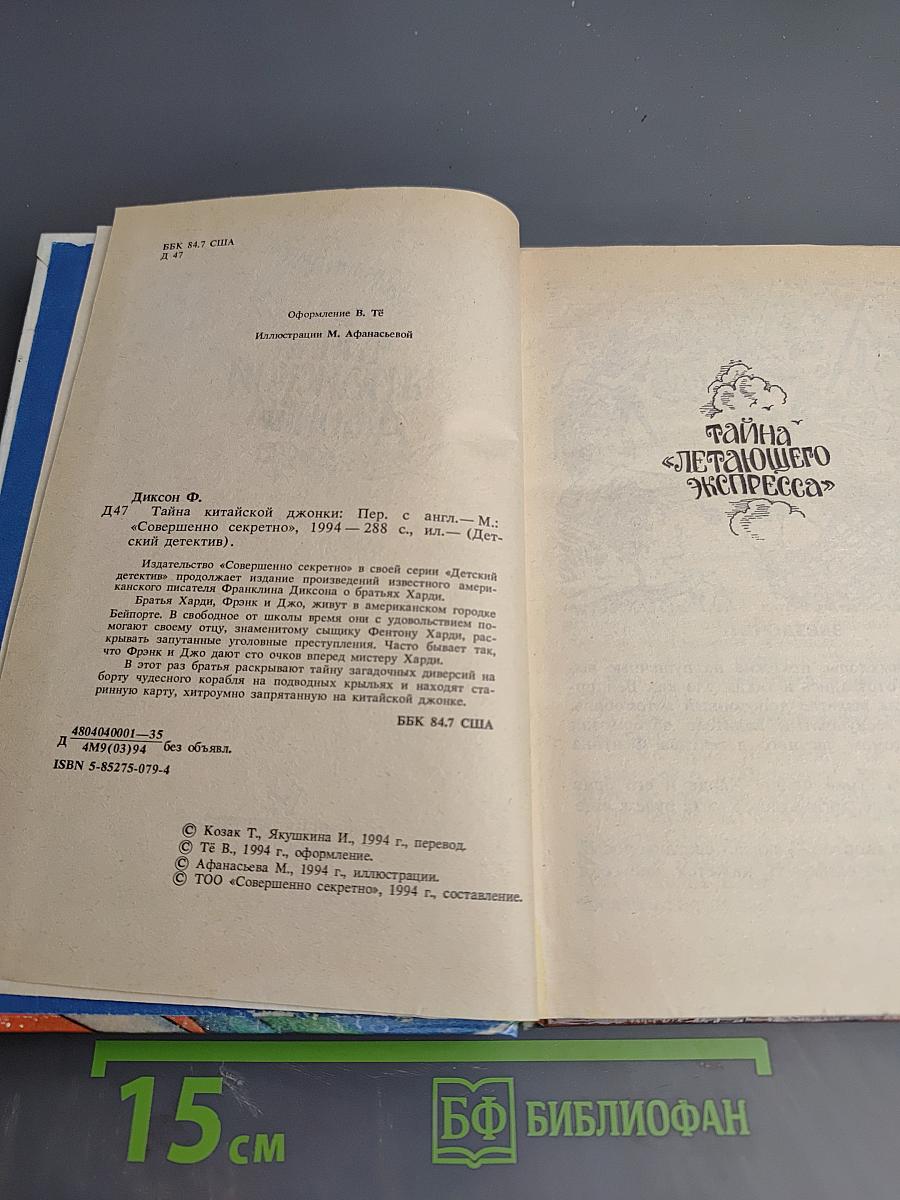 ББК 84.7 США
Д 47
Оформление В. Тё
Иллюстрации М. Афанасьевой
Диксон Ф.
Д47 Тайна китайской джонки: Пер. с англ.— М.:
«Совершенно секретно», 1994 — 288 с., ил.— (Дет-
ский детектив).
Издательство «Совершенно секретно» в своей серии «Детский
детектив» продолжает издание произведений известного амери-
канского писателя Франклина Диксона о братьях Харди.
Братья Харди, Фрэнк и Джо, живут в американском городке
Бейпорте. В свободное от школы время они с удовольствием по-
могают своему отцу, знаменитому сыщику Фентону Харди, рас-
крывать запутанные уголовные преступления. Часто бывает так,
что Фрэнк и Джо дают сто очков вперед мистеру Харди.
В этот раз братья раскрывают тайну загадочных диверсий на
борту чудесного корабля на подводных крыльях и находят ста-
ринную карту, хитроумно запрятанную на китайской джонке.
ББК 84.7 США
Д 4804040001—35
4М9(03)94 без объявл.
ISBN 5-85275-079-4
© Козак Т., Якушкина И., 1994 г., перевод.
© Тё В., 1994 г., оформление.
© Афанасьева М., 1994 г., иллюстрации.
© ТОО «Совершенно секретно», 1994 г., составление.
ТАЙНА
«ЛЕТАЮЩЕГО
ЭКСПРЕССА»
15 см
БФ БИБЛИОФАН